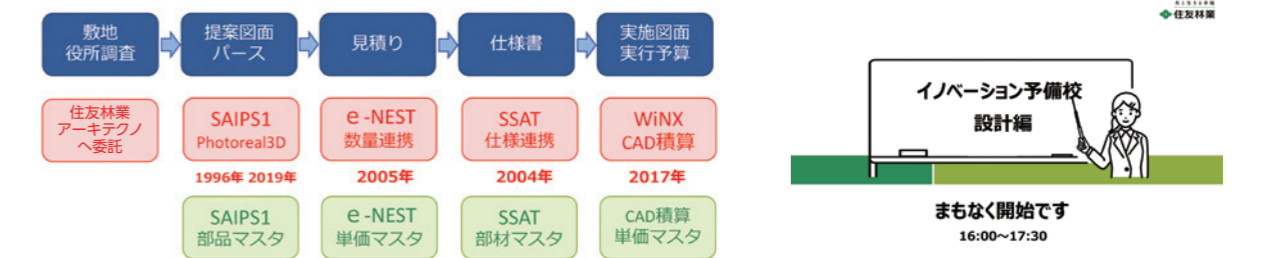 敷地
役所調査
提案図面
パース
見積り
仕様書
実施図面
実行予算
住友林業
アーキテクノ
へ委託
SAIPS1
Photoreal3D
e-NEST
数量連携
SSAT
仕様連携
WiNX
CAD積算
1996年 2019年
2005年
2004年
2017年
SAIPS1
部品マスタ
e-NEST
単価マスタ
SSAT
部材マスタ
CAD積算
単価マスタ
住友林業
イノベーション予備校
設計編
まもなく開始です
16:00〜17:30